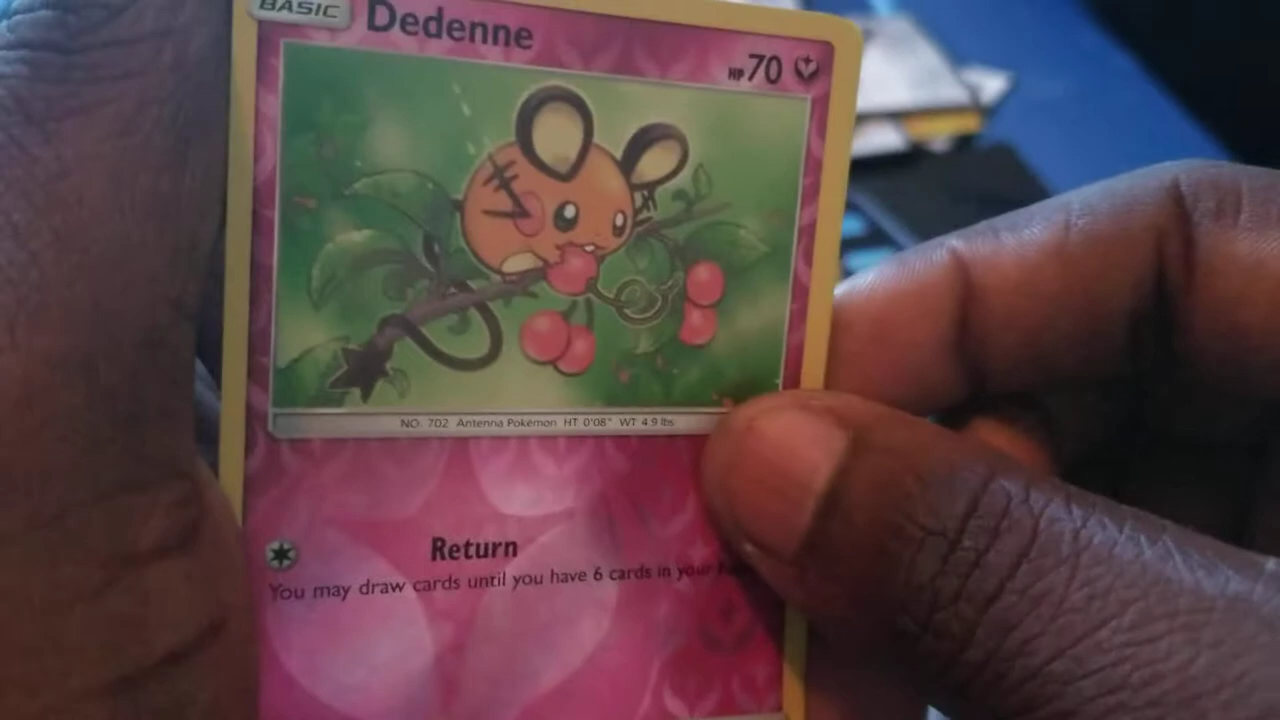 BASIC
Dedenne
HP 70
NO. 702 Antenna Pokémon HT 0'08" WT 4.9 lbs
Return
You may draw cards until you have 6 cards in your